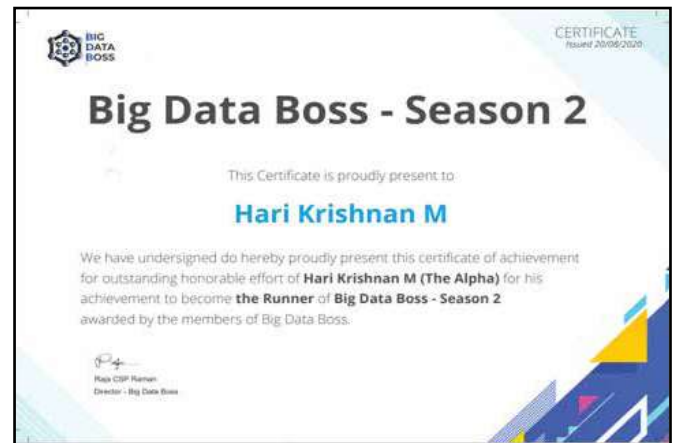 BIG
DATA
BOSS
CERTIFICATE
Issued 20/08/2020
Big Data Boss - Season 2
This Certificate is proudly present to
Hari Krishnan M
We have undersigned do hereby proudly present this certificate of achievement
for outstanding honorable effort of Hari Krishnan M (The Alpha) for his
achievement to become the Runner of Big Data Boss - Season 2
awarded by the members of Big Data Boss.
Raja CSP Raman
Director - Big Data Boss